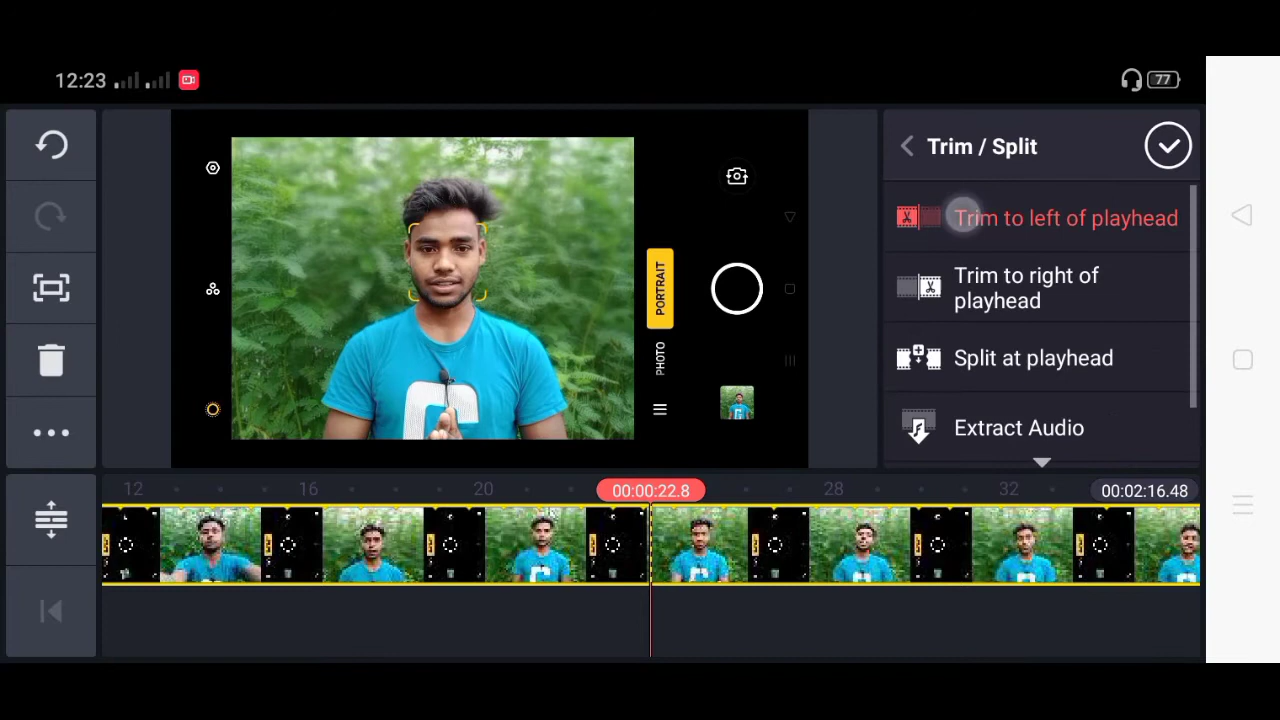 12:23
77
Trim / Split
Trim to left of playhead
Trim to right of
playhead
Split at playhead
Extract Audio
PORTRAIT
PHOTO
12
16
20
00:00:22.8
28
32
00:02:16.48